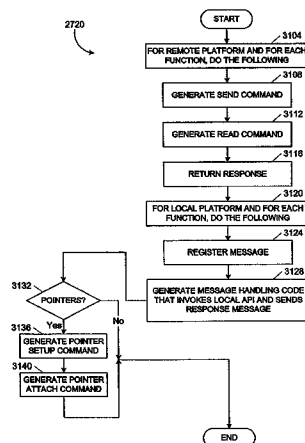 2720
START
3104
FOR REMOTE PLATFORM AND FOR EACH
FUNCTION, DO THE FOLLOWING
3108
GENERATE SEND COMMAND
3112
GENERATE READ COMMAND
3116
RETURN RESPONSE
3120
FOR LOCAL PLATFORM AND FOR EACH
FUNCTION, DO THE FOLLOWING
3124
REGISTER MESSAGE
3128
GENERATE MESSAGE HANDLING CODE
THAT INVOKES LOCAL API AND SENDS
RESPONSE MESSAGE
3132
POINTERS?
Yes
No
3136
GENERATE POINTER
SETUP COMMAND
3140
GENERATE POINTER
ATTACH COMMAND
END